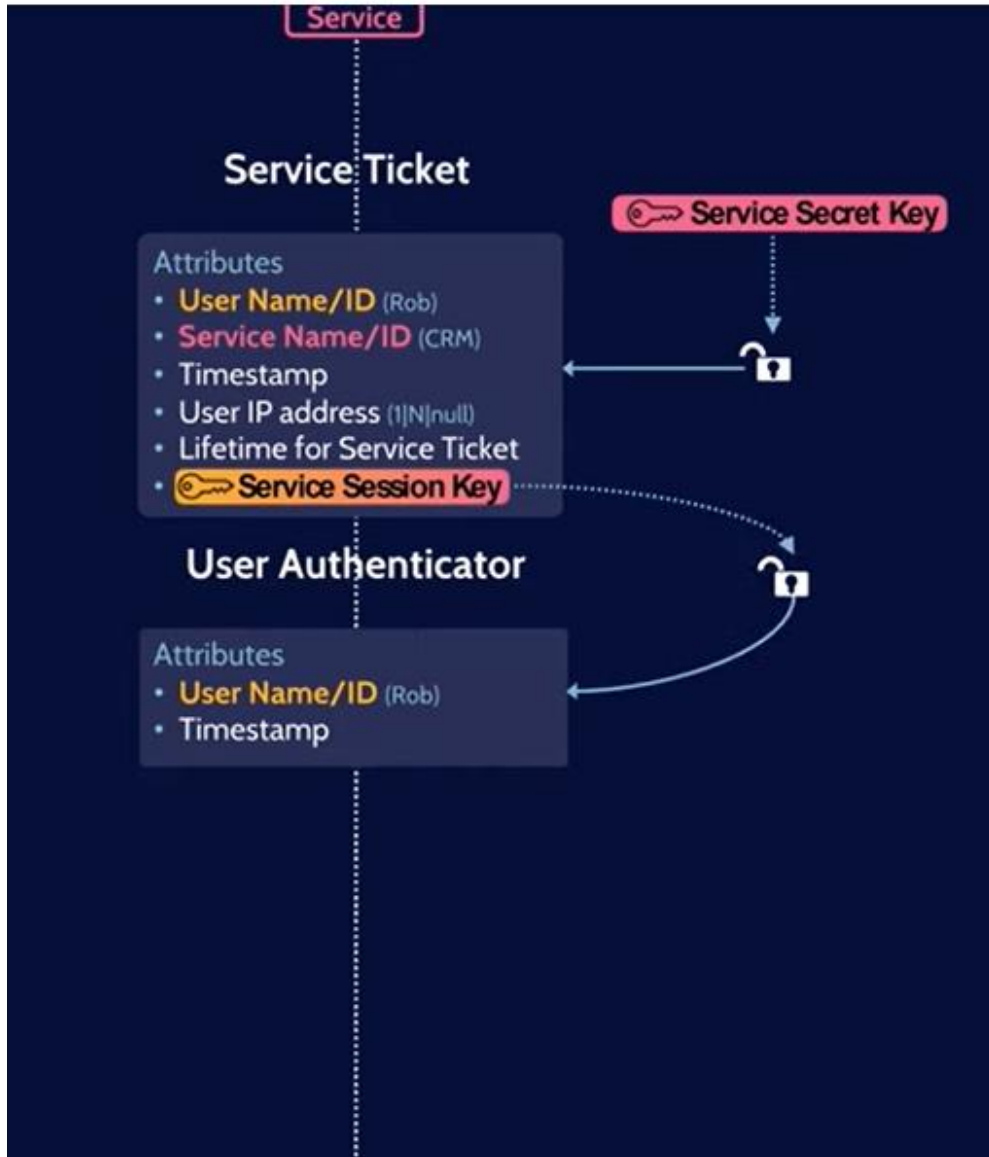 Service
Service Ticket
Service Secret Key
Attributes
• User Name/ID (Rob)
• Service Name/ID (CRM)
• Timestamp
• User IP address (1|N|null)
• Lifetime for Service Ticket
• Service Session Key
User Authenticator
Attributes
• User Name/ID (Rob)
• Timestamp